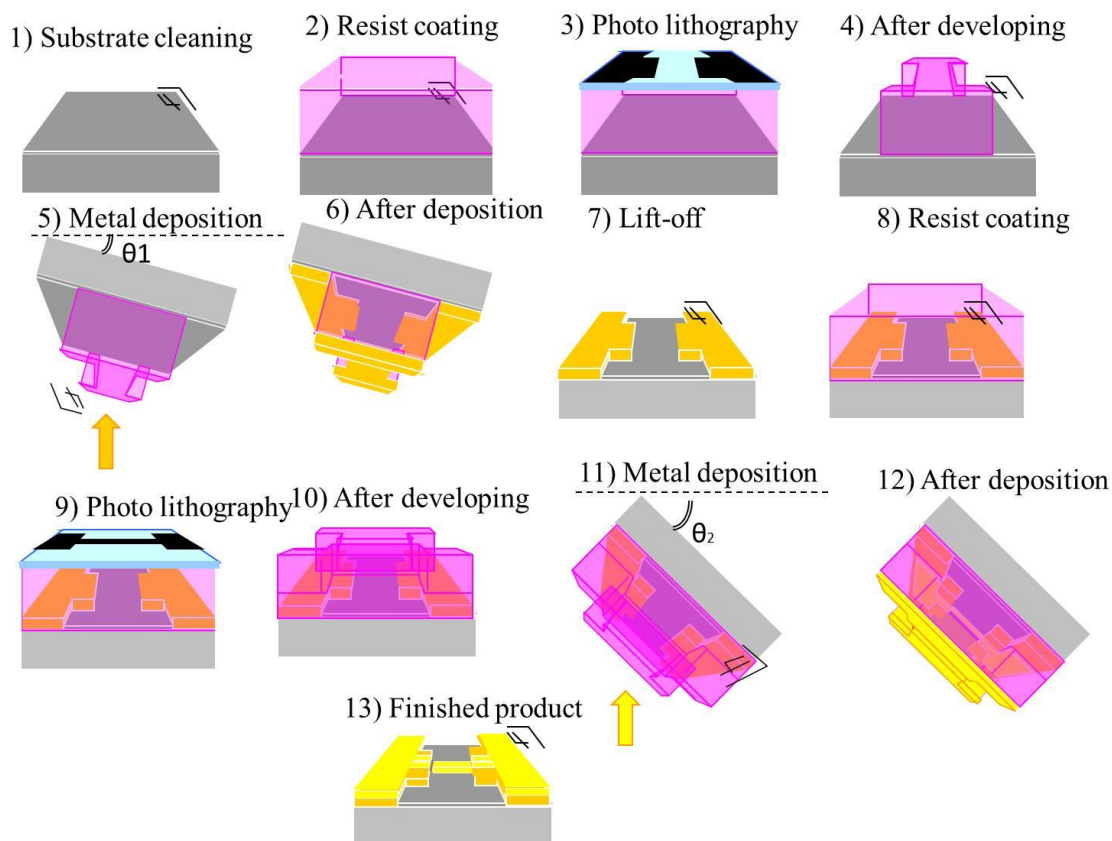 1) Substrate cleaning
2) Resist coating
3) Photo lithography
4) After developing
5) Metal deposition
θ1
6) After deposition
7) Lift-off
8) Resist coating
9) Photo lithography
10) After developing
11) Metal deposition
θ2
12) After deposition
13) Finished product